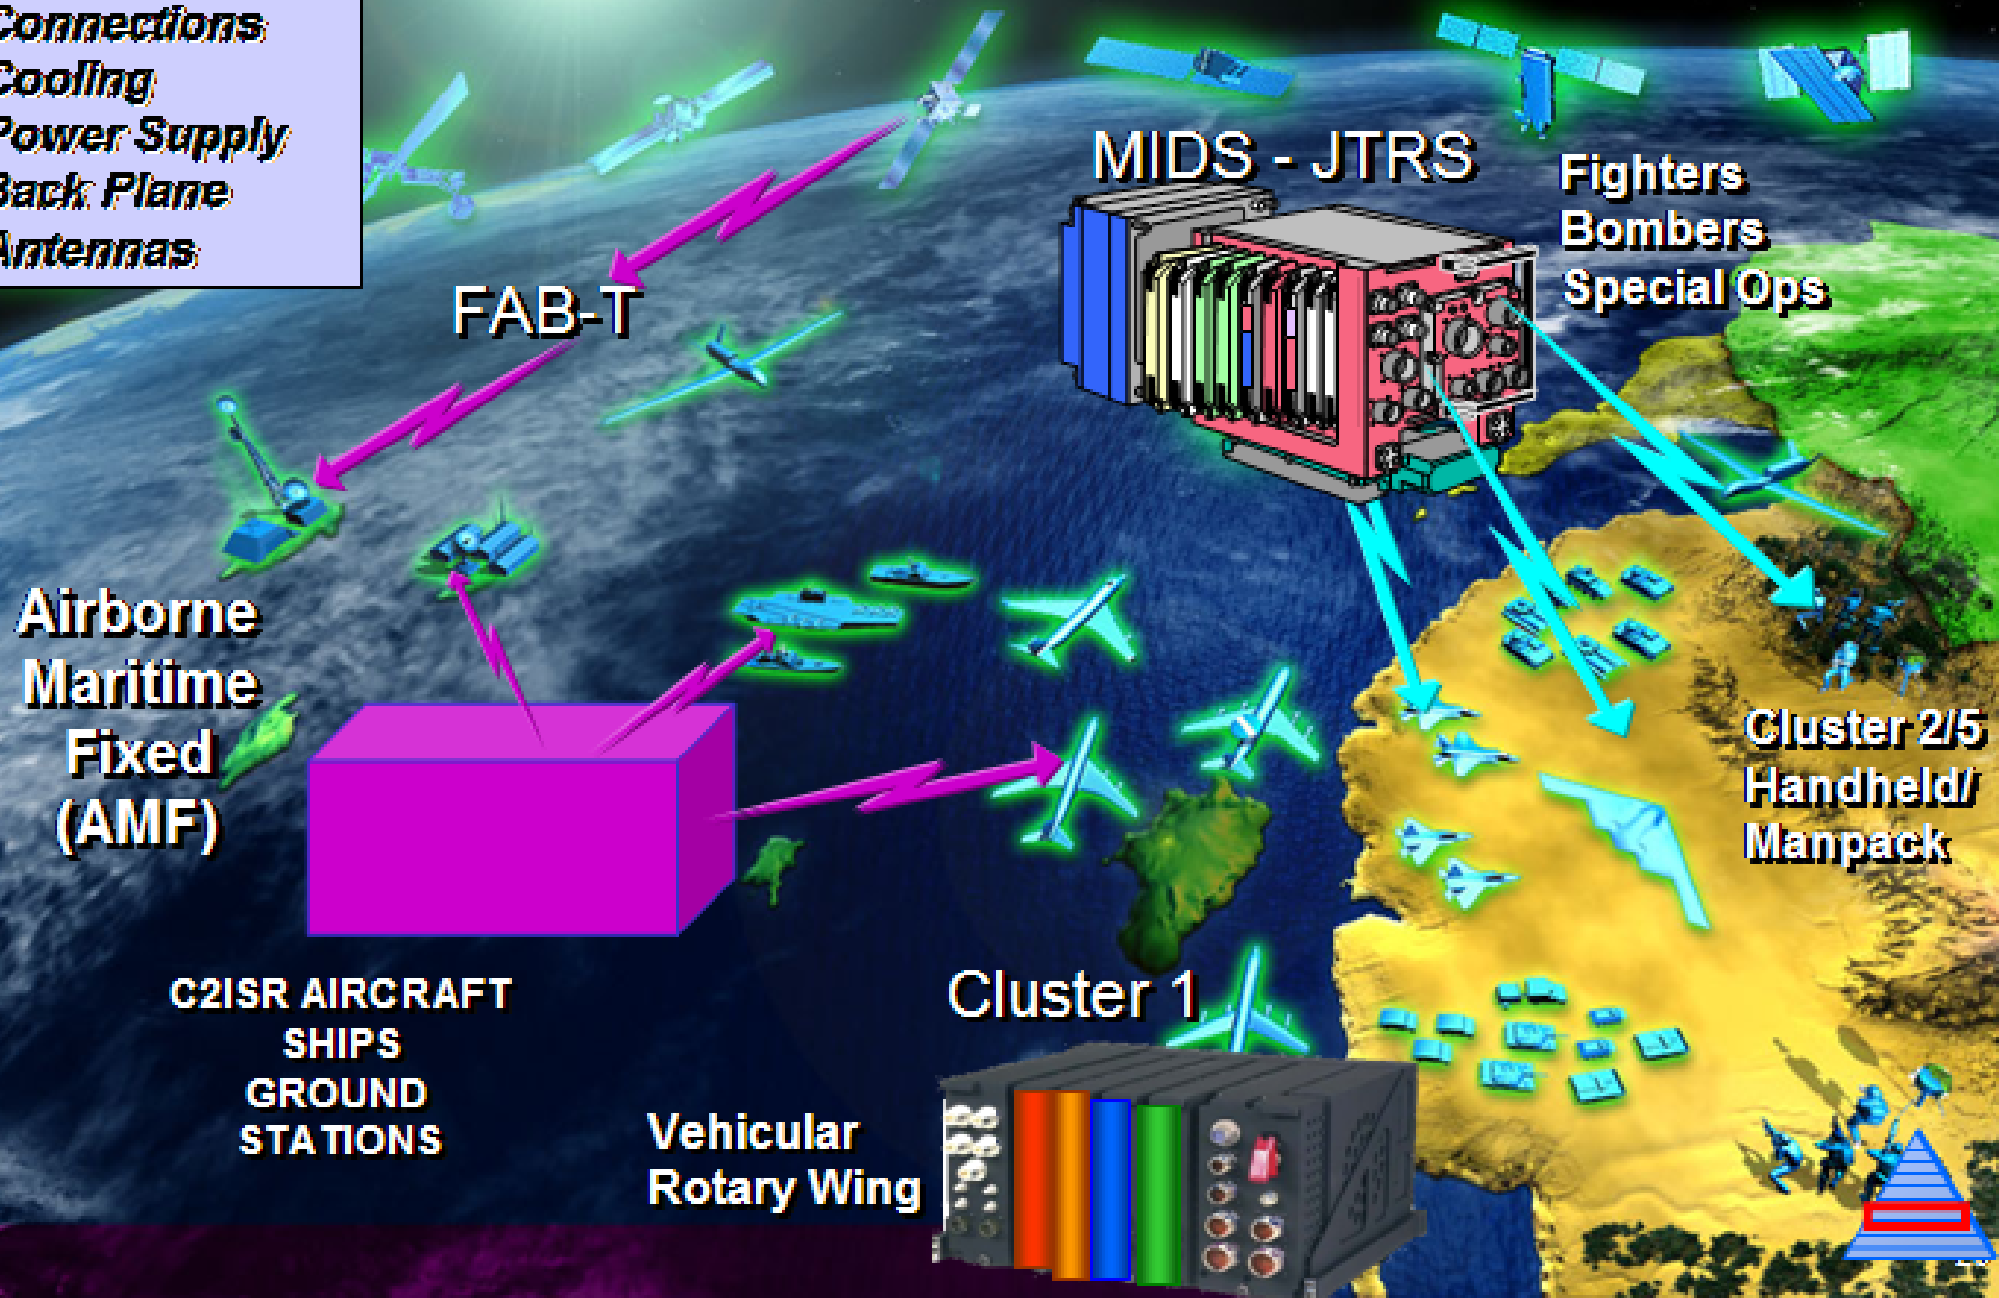 Connections
Cooling
Power Supply
Back Plane
Antennas
MIDS - JTRS
Fighters
Bombers
Special Ops
FAB-T
Airborne
Maritime
Fixed
(AMF)
Cluster 2/5
Handheld/
Manpack
C2ISR AIRCRAFT
SHIPS
GROUND
STATIONS
Cluster 1
Vehicular
Rotary Wing